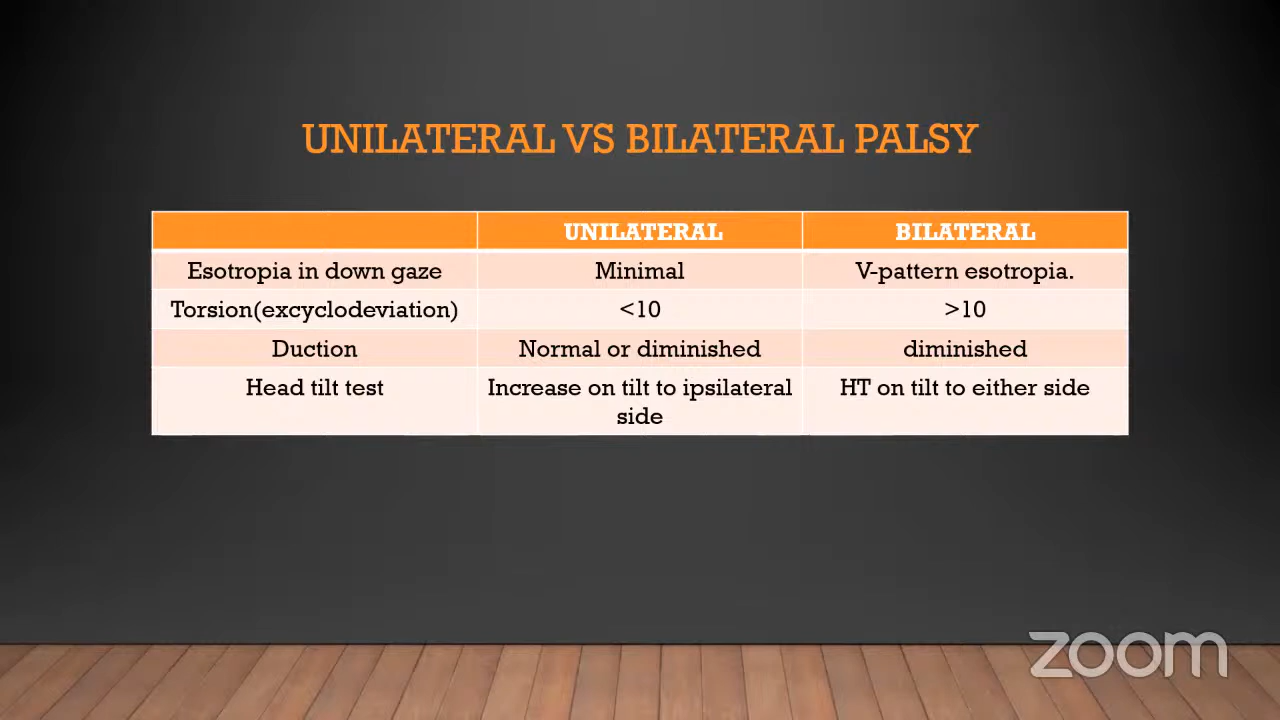 UNILATERAL VS BILATERAL PALSY
UNILATERAL BILATERAL
Esotropia in down gaze Minimal V-pattern esotropia.
Torsion(excyclodeviation) <10 >10
Duction Normal or diminished diminished
Head tilt test Increase on tilt to ipsilateral side HT on tilt to either side
zoom